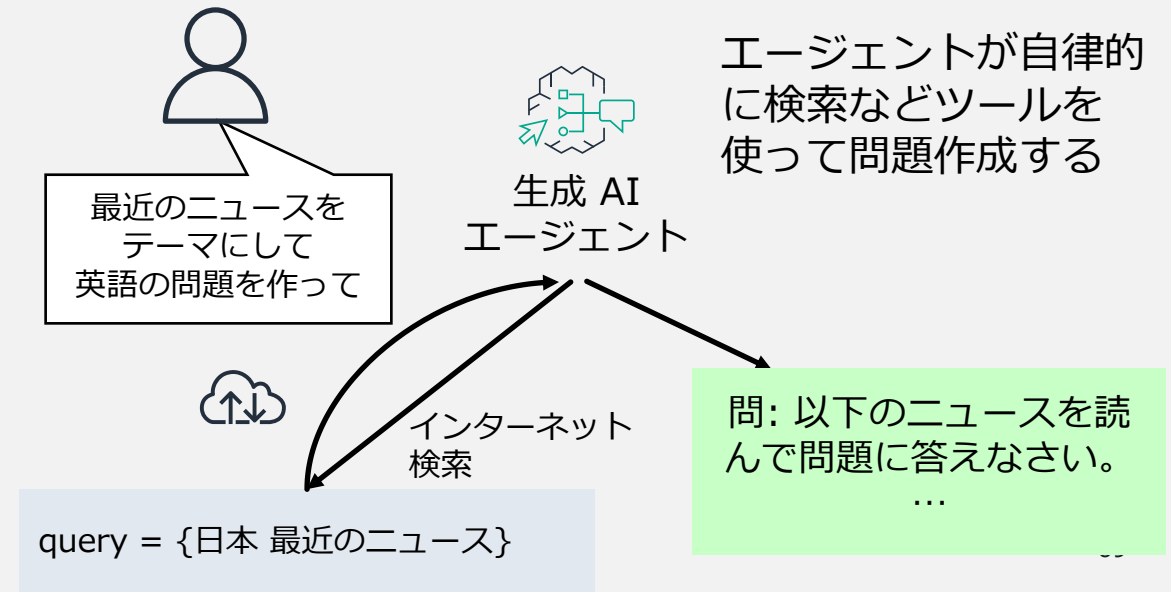 エージェントが自律的
に検索などツールを
使って問題作成する
生成 AI
エージェント
最近のニュースを
テーマにして
英語の問題を作って
インターネット
検索
query = {日本 最近のニュース}
問: 以下のニュースを読
んで問題に答えなさい。
…